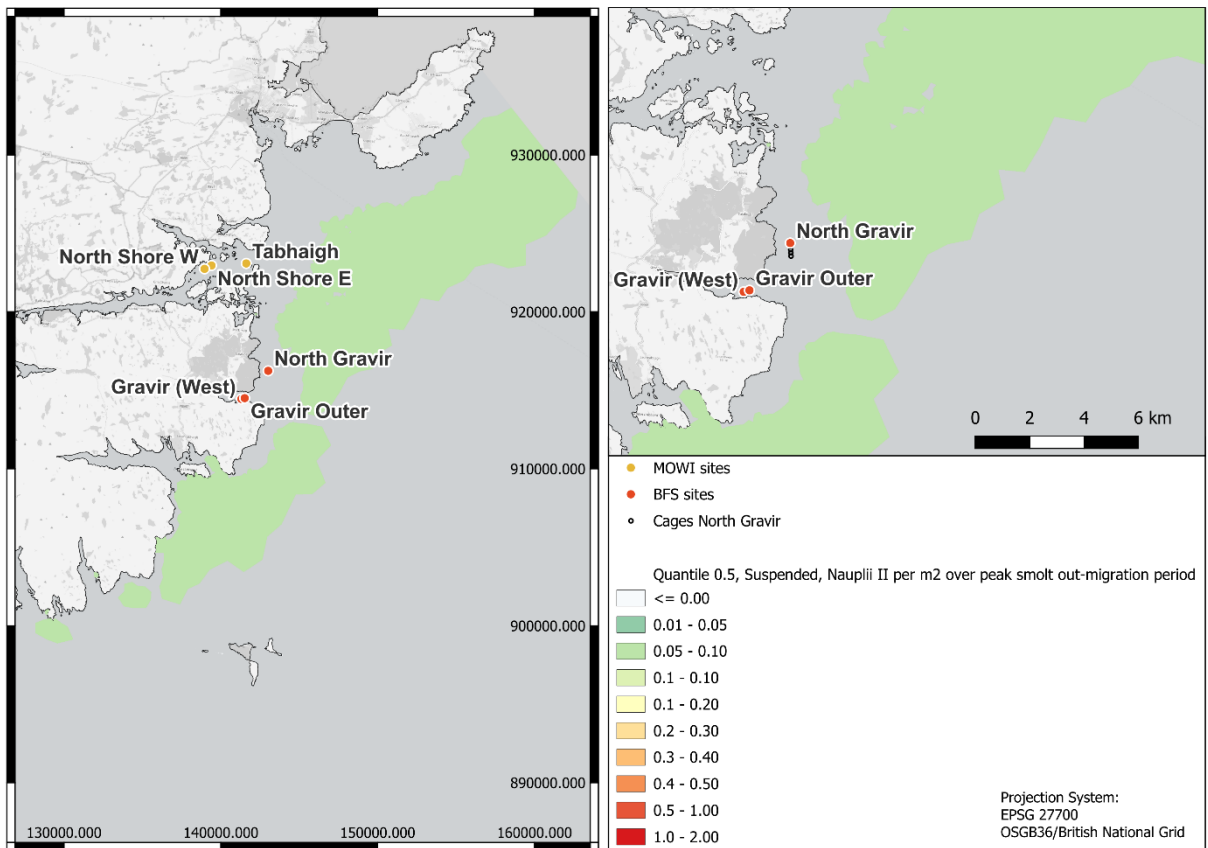 930000.000
North Shore W
Tabhaigh
North Shore E
920000.000
North Gravir
Gravir (West)
Gravir Outer
910000.000
900000.000
890000.000
130000.000
140000.000
150000.000
160000.000
North Gravir
Gravir (West)
Gravir Outer
0 2 4 6 km
MOWI sites
BFS sites
Cages North Gravir
Quantile 0.5, Suspended, Nauplii II per m2 over peak smolt out-migration period
<= 0.00
0.01 - 0.05
0.05 - 0.10
0.1 - 0.10
0.1 - 0.20
0.2 - 0.30
0.3 - 0.40
0.4 - 0.50
0.5 - 1.00
1.0 - 2.00
Projection System:
EPSG 27700
OSGB36/British National Grid